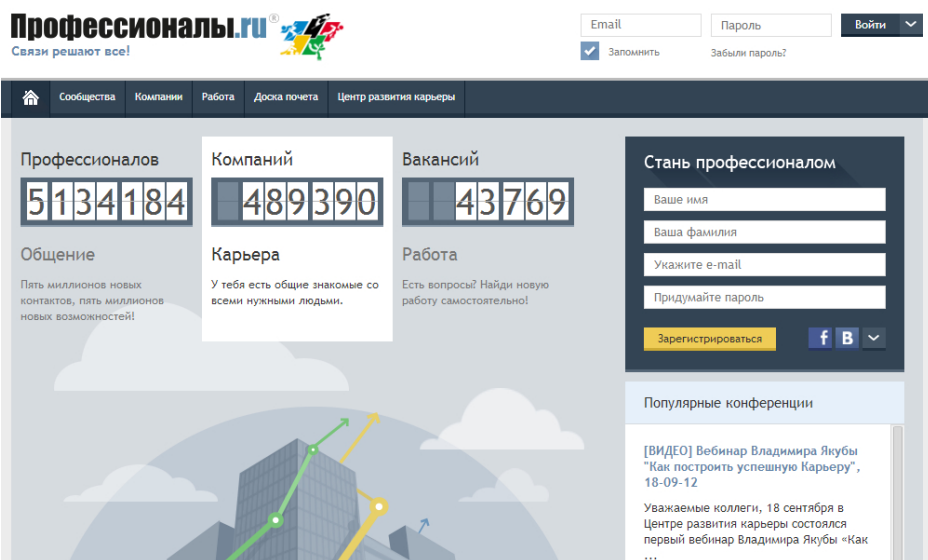 Профессионалы.ru®
Связи решают все!
Email
Пароль
Войти
Запомнить
Забыли пароль?
Сообщества
Компании
Работа
Доска почета
Центр развития карьеры
Профессионалов
5134184
Общение
Пять миллионов новых
контактов, пять миллионов
новых возможностей!
Компаний
489390
Карьера
У тебя есть общие знакомые со
всеми нужными людьми.
Вакансий
43769
Работа
Есть вопросы? Найди новую
работу самостоятельно!
Стань профессионалом
Ваше имя
Ваша фамилия
Укажите e-mail
Придумайте пароль
Зарегистрироваться
f
B
Популярные конференции
[ВИДЕО] Вебинар Владимира Якубы
"Как построить успешную Карьеру",
18-09-12
Уважаемые коллеги, 18 сентября в
Центре развития карьеры состоялся
первый вебинар Владимира Якубы «Как
...